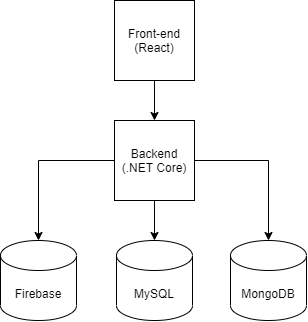 Front-end
(React)
Backend
(.NET Core)
Firebase
MySQL
MongoDB